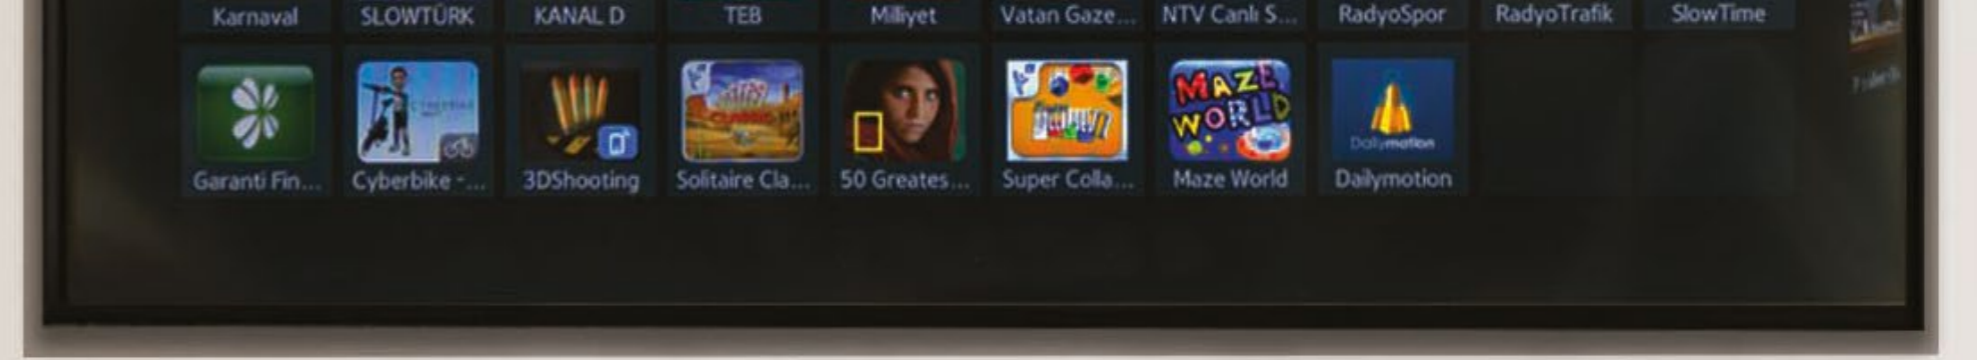 Karnaval SLOWTÜRK KANAL D TEB Milliyet Vatan Gaze... NTV Canlı S... RadyoSpor RadyoTrafik SlowTime
MAZE
WORLD
CLASSIC
Dailymotion
Garanti Fin... Cyberbike -... 3DShooting Solitaire Cla... 50 Greates... Super Colla... Maze World Dailymotion